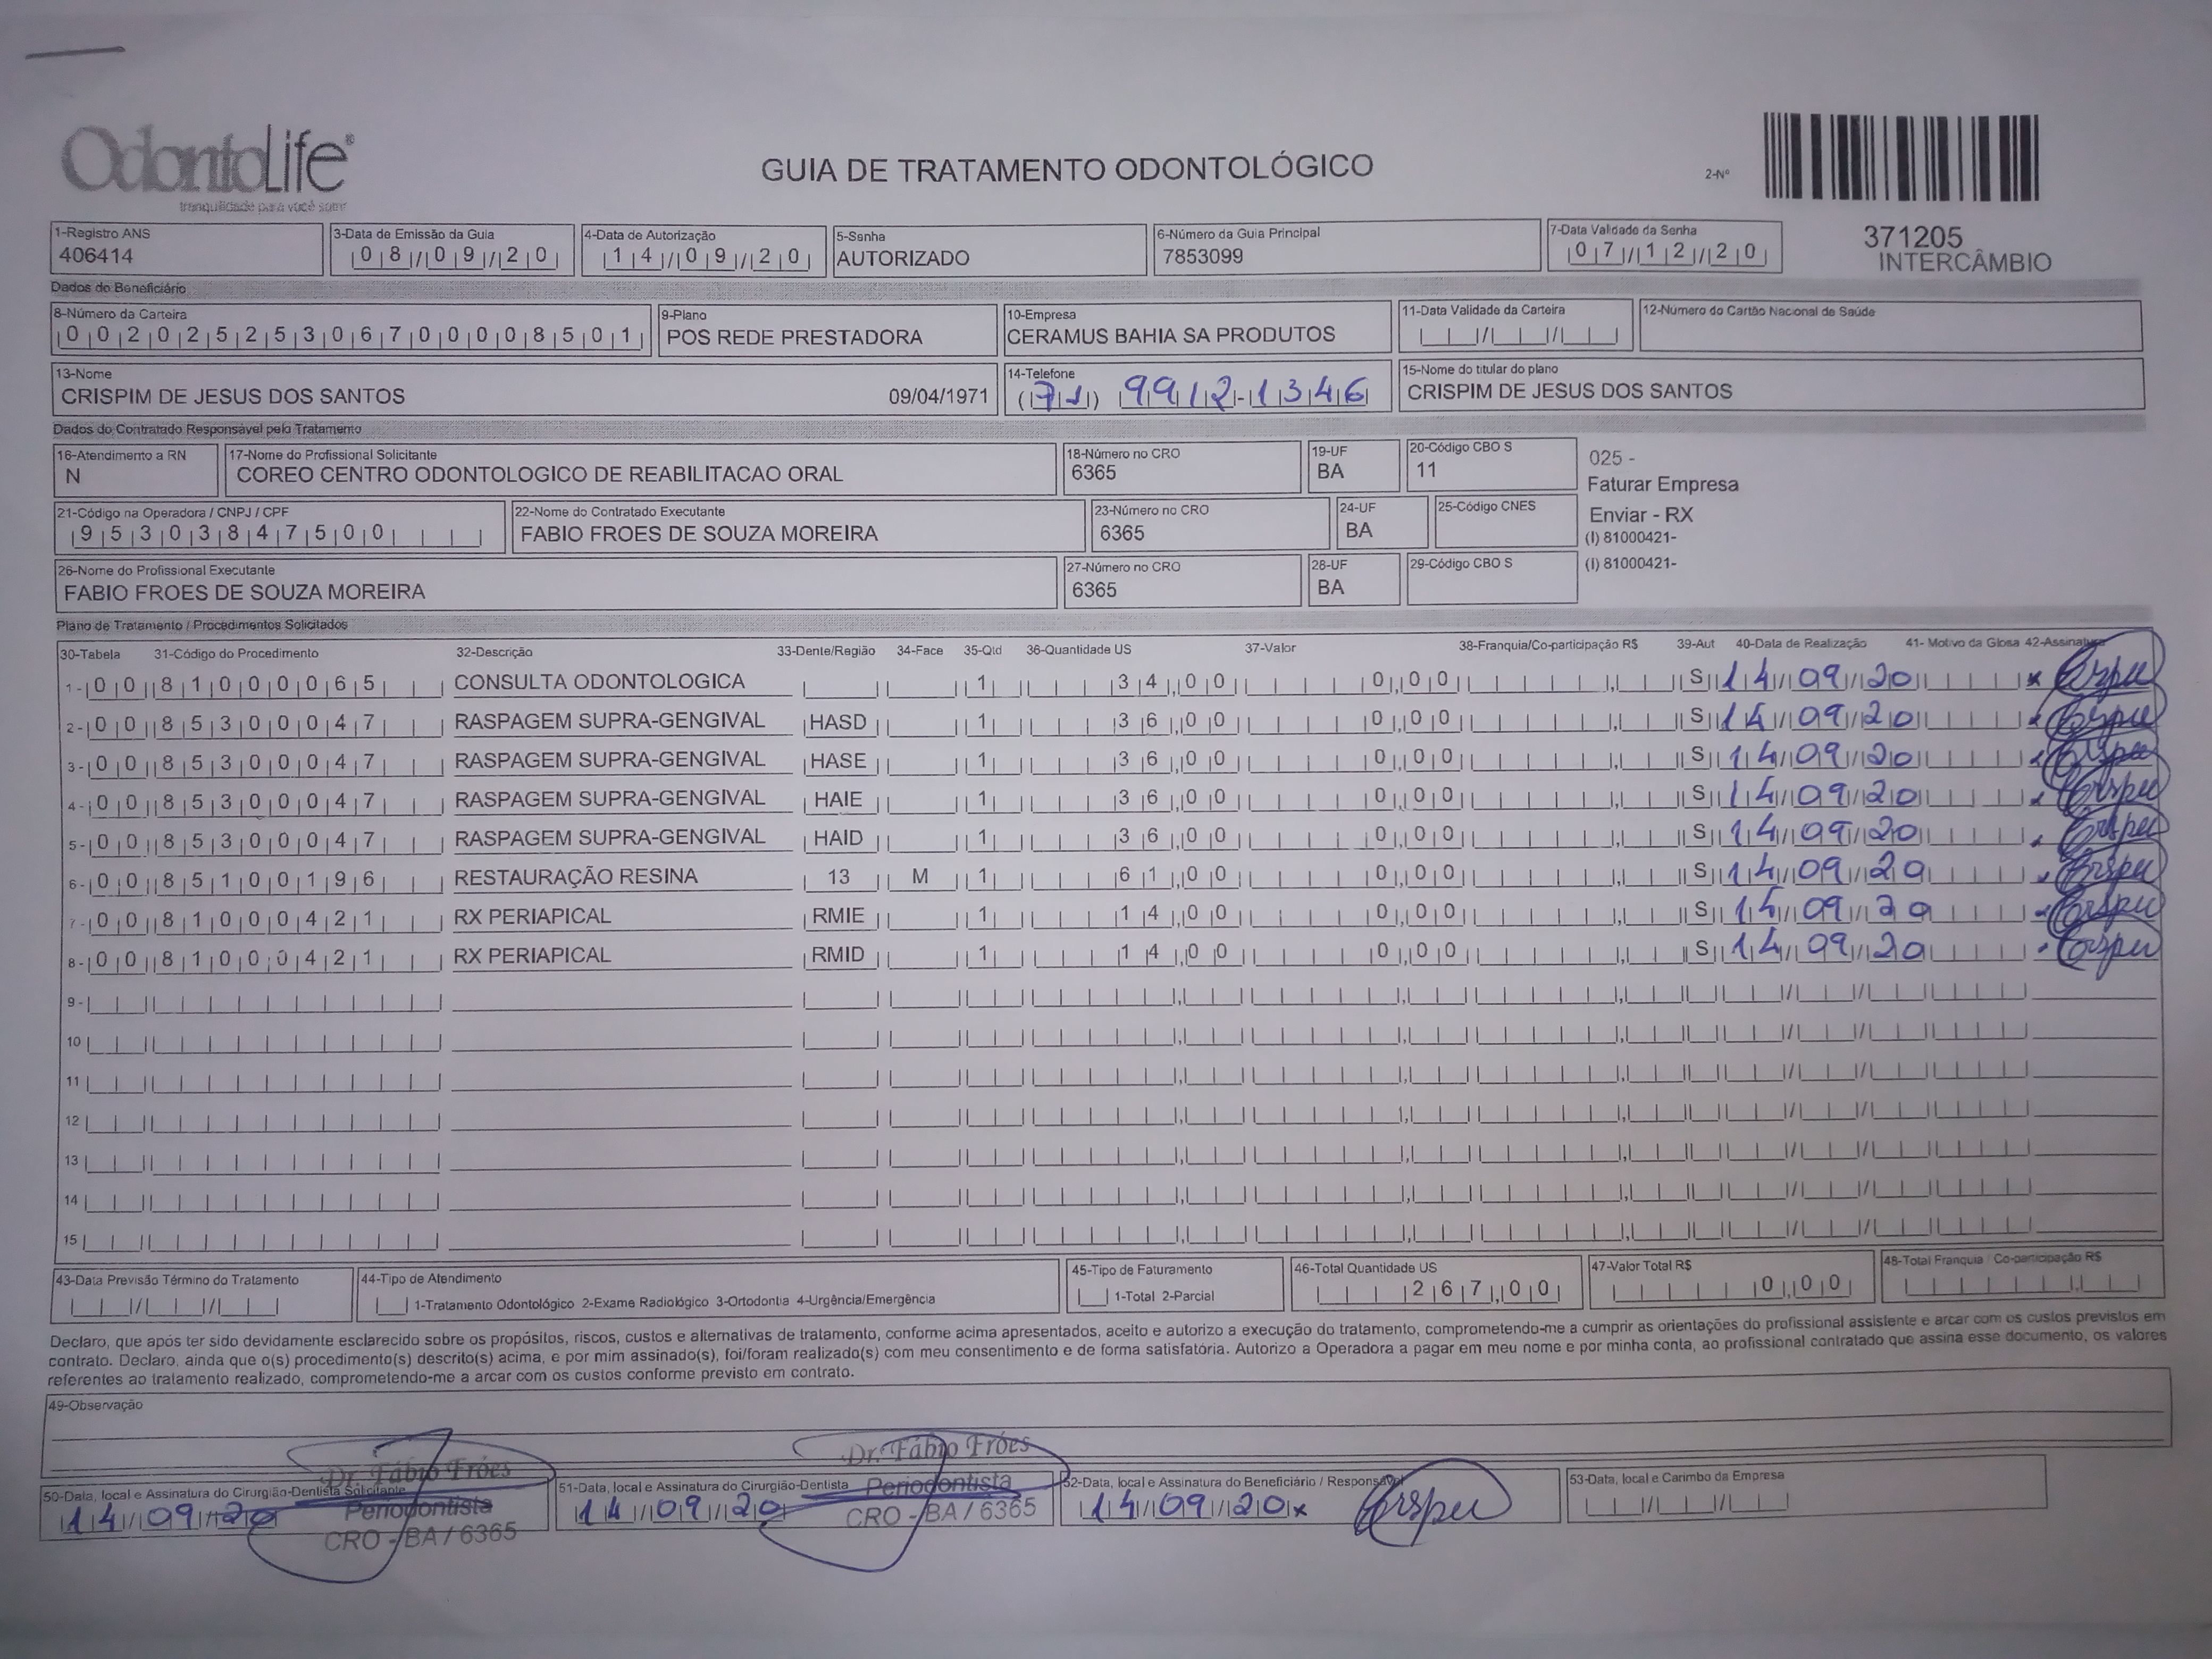 OdontoLife®
tranquilidade para você sorrir
GUIA DE TRATAMENTO ODONTOLÓGICO
2-Nº
371205
INTERCÂMBIO
1-Registro ANS
406414
3-Data de Emissão da Guia
08/09/20
4-Data de Autorização
14/09/20
5-Senha
AUTORIZADO
6-Número da Guia Principal
7853099
7-Data Validade da Senha
07/12/20
Dados do Beneficiário
8-Número da Carteira
00202525306700008501
9-Plano
POS REDE PRESTADORA
10-Empresa
CERAMUS BAHIA SA PRODUTOS
11-Data Validade da Carteira
12-Número do Cartão Nacional de Saúde
13-Nome
CRISPIM DE JESUS DOS SANTOS 09/04/1971
14-Telefone
(71) 9912-1346
15-Nome do titular do plano
CRISPIM DE JESUS DOS SANTOS
Dados do Contratado Responsável pelo Tratamento
16-Atendimento a RN
N
17-Nome do Profissional Solicitante
COREO CENTRO ODONTOLOGICO DE REABILITACAO ORAL
18-Número no CRO
6365
19-UF
BA
20-Código CBO S
11
025 -
Faturar Empresa
Enviar - RX
(I) 81000421-
(I) 81000421-
21-Código na Operadora / CNPJ / CPF
95303847500
22-Nome do Contratado Executante
FABIO FROES DE SOUZA MOREIRA
23-Número no CRO
6365
24-UF
BA
25-Código CNES
26-Nome do Profissional Executante
FABIO FROES DE SOUZA MOREIRA
27-Número no CRO
6365
28-UF
BA
29-Código CBO S
Plano de Tratamento / Procedimentos Solicitados
30-Tabela 31-Código do Procedimento 32-Descrição 33-Dente/Região 34-Face 35-Qtd 36-Quantidade US 37-Valor 38-Franquia/Co-participação R$ 39-Aut 40-Data de Realização 41- Motivo da Glosa 42-Assinatura
1- 00 81000065 CONSULTA ODONTOLOGICA 1 34,00 0,00 S 14/09/20
2- 00 85300047 RASPAGEM SUPRA-GENGIVAL HASD 1 36,00 0,00 S 14/09/20
3- 00 85300047 RASPAGEM SUPRA-GENGIVAL HASE 1 36,00 0,00 S 14/09/20
4- 00 85300047 RASPAGEM SUPRA-GENGIVAL HAIE 1 36,00 0,00 S 14/09/20
5- 00 85300047 RASPAGEM SUPRA-GENGIVAL HAID 1 36,00 0,00 S 14/09/20
6- 00 85100196 RESTAURAÇÃO RESINA 13 M 1 61,00 0,00 S 14/09/20
7- 00 81000421 RX PERIAPICAL RMIE 1 14,00 0,00 S 14/09/20
8- 00 81000421 RX PERIAPICAL RMID 1 14,00 0,00 S 14/09/20
9-
10
11
12
13
14
15
43-Data Previsão Término do Tratamento
44-Tipo de Atendimento
1-Tratamento Odontológico 2-Exame Radiológico 3-Ortodontia 4-Urgência/Emergência
45-Tipo de Faturamento
1-Total 2-Parcial
46-Total Quantidade US
267,00
47-Valor Total R$
0,00
48-Total Franquia / Co-participação R$
Declaro, que após ter sido devidamente esclarecido sobre os propósitos, riscos, custos e alternativas de tratamento, conforme acima apresentados, aceito e autorizo a execução do tratamento, comprometendo-me a cumprir as orientações do profissional assistente e arcar com os custos previstos em
contrato. Declaro, ainda que o(s) procedimento(s) descrito(s) acima, e por mim assinado(s), foi/foram realizado(s) com meu consentimento e de forma satisfatória. Autorizo a Operadora a pagar em meu nome e por minha conta, ao profissional contratado que assina esse documento, os valores
referentes ao tratamento realizado, comprometendo-me a arcar com os custos conforme previsto em contrato.
49-Observação
50-Data, local e Assinatura do Cirurgião-Dentista Solicitante
14/09/20
Dr. Fábio Fróes
Periodontista
CRO - BA / 6365
51-Data, local e Assinatura do Cirurgião-Dentista
14/09/20
Dr. Fábio Fróes
Periodontista
CRO - BA / 6365
52-Data, local e Assinatura do Beneficiário / Responsável
14/09/20 x
53-Data, local e Carimbo da Empresa